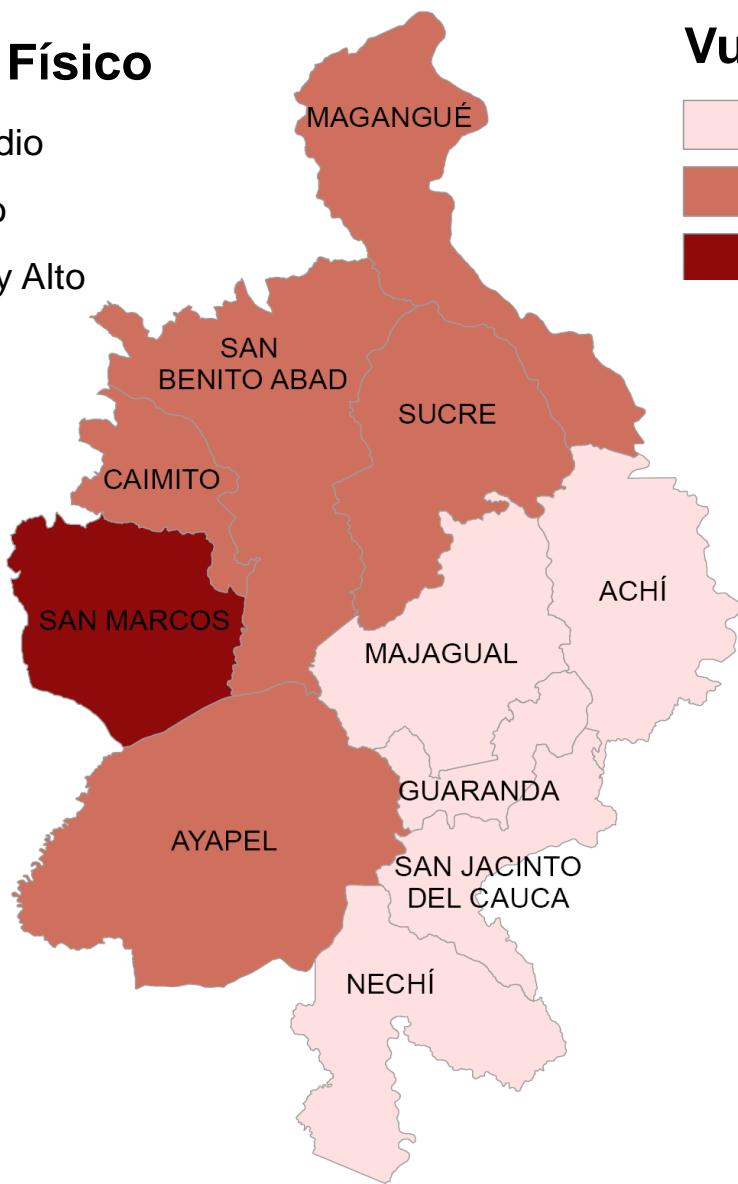 Físico
dio
o
y Alto
Vu
MAGANGUÉ
SAN
BENITO ABAD
SUCRE
CAIMITO
ACHÍ
SAN MARCOS
MAJAGUAL
GUARANDA
AYAPEL
SAN JACINTO
DEL CAUCA
NECHÍ